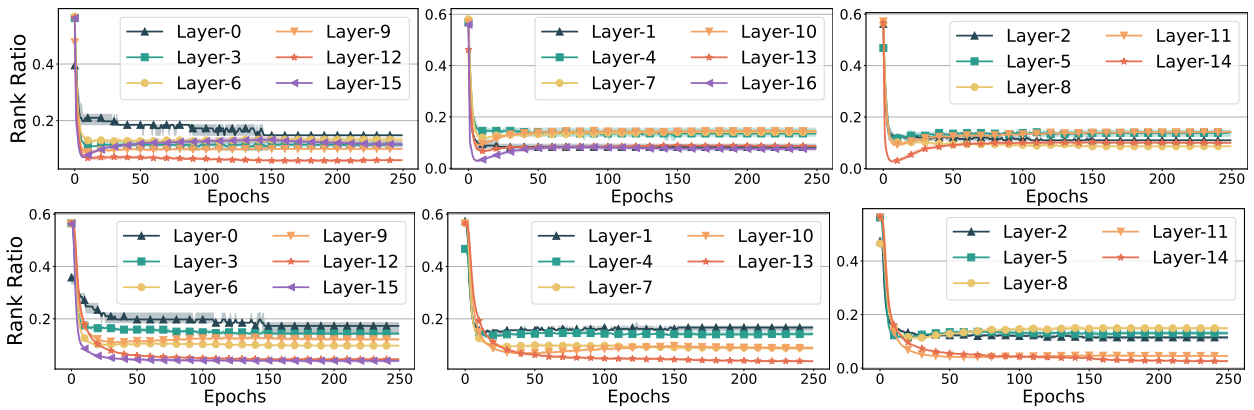 Rank Ratio
0.4
0.2
Layer-0 Layer-9
Layer-3 Layer-12
Layer-6 Layer-15
0 50 100 150 200 250
Epochs
0.6
0.4
0.2
0.0
Layer-1 Layer-10
Layer-4 Layer-13
Layer-7 Layer-16
0 50 100 150 200 250
Epochs
0.6
0.4
0.2
0.0
Layer-2 Layer-11
Layer-5 Layer-14
Layer-8
0 50 100 150 200 250
Epochs
Rank Ratio
0.6
0.4
0.2
Layer-0 Layer-9
Layer-3 Layer-12
Layer-6 Layer-15
0 50 100 150 200 250
Epochs
0.6
0.4
0.2
Layer-1 Layer-10
Layer-4 Layer-13
Layer-7
0 50 100 150 200 250
Epochs
0.4
0.2
0.0
Layer-2 Layer-11
Layer-5 Layer-14
Layer-8
0 50 100 150 200 250
Epochs